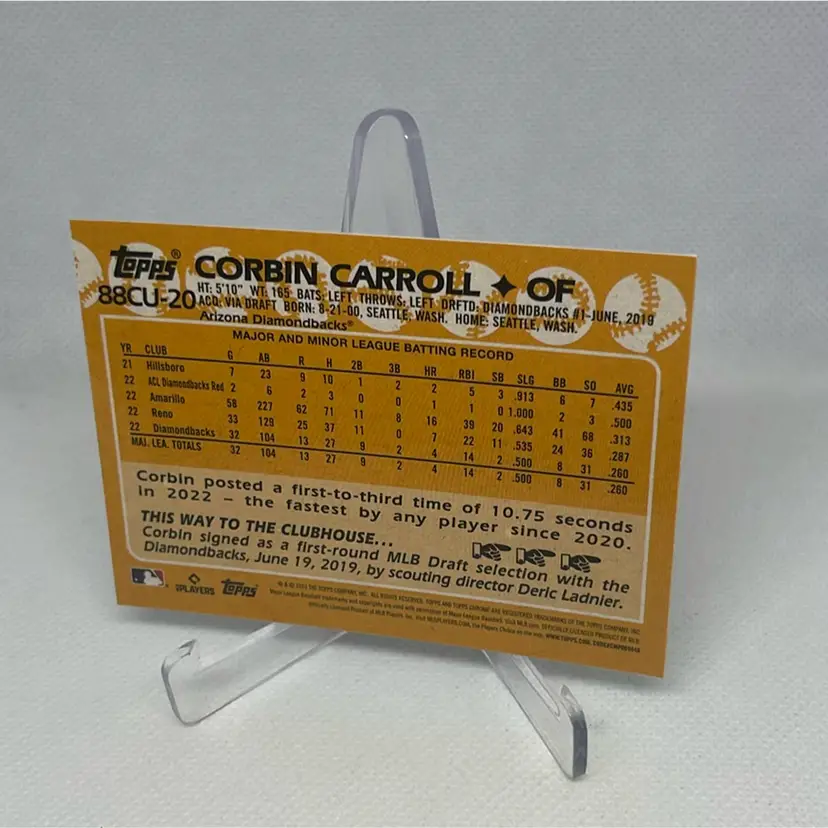 Topps® CORBIN CARROLL ✦ OF
88CU-20
HT: 5'10" WT: 165 BATS: LEFT THROWS: LEFT DRFTD: DIAMONDBACKS #1-JUNE, 2019
ACQ: VIA DRAFT BORN: 8-21-00, SEATTLE, WASH. HOME: SEATTLE, WASH.
Arizona Diamondbacks®
MAJOR AND MINOR LEAGUE BATTING RECORD
YR CLUB G AB R H 2B 3B HR RBI SB SLG BB SO AVG
21 Hillsboro 7 23 9 10 1 2 2 5 3 .913 6 7 .435
22 ACL Diamondbacks Red 2 6 2 3 0 0 1 1 0 1.000 2 3 .500
22 Amarillo 58 227 62 71 11 8 16 39 20 .643 41 68 .313
22 Reno 33 129 25 37 11 0 7 22 11 .535 24 36 .287
22 Diamondbacks 32 104 13 27 9 2 4 14 2 .500 8 31 .260
MAJ. LEA. TOTALS 32 104 13 27 9 2 4 14 2 .500 8 31 .260
Corbin posted a first-to-third time of 10.75 seconds
in 2022 – the fastest by any player since 2020.
THIS WAY TO THE CLUBHOUSE...
Corbin signed as a first-round MLB Draft selection with the
Diamondbacks, June 19, 2019, by scouting director Deric Ladnier.
PLAYERS Topps